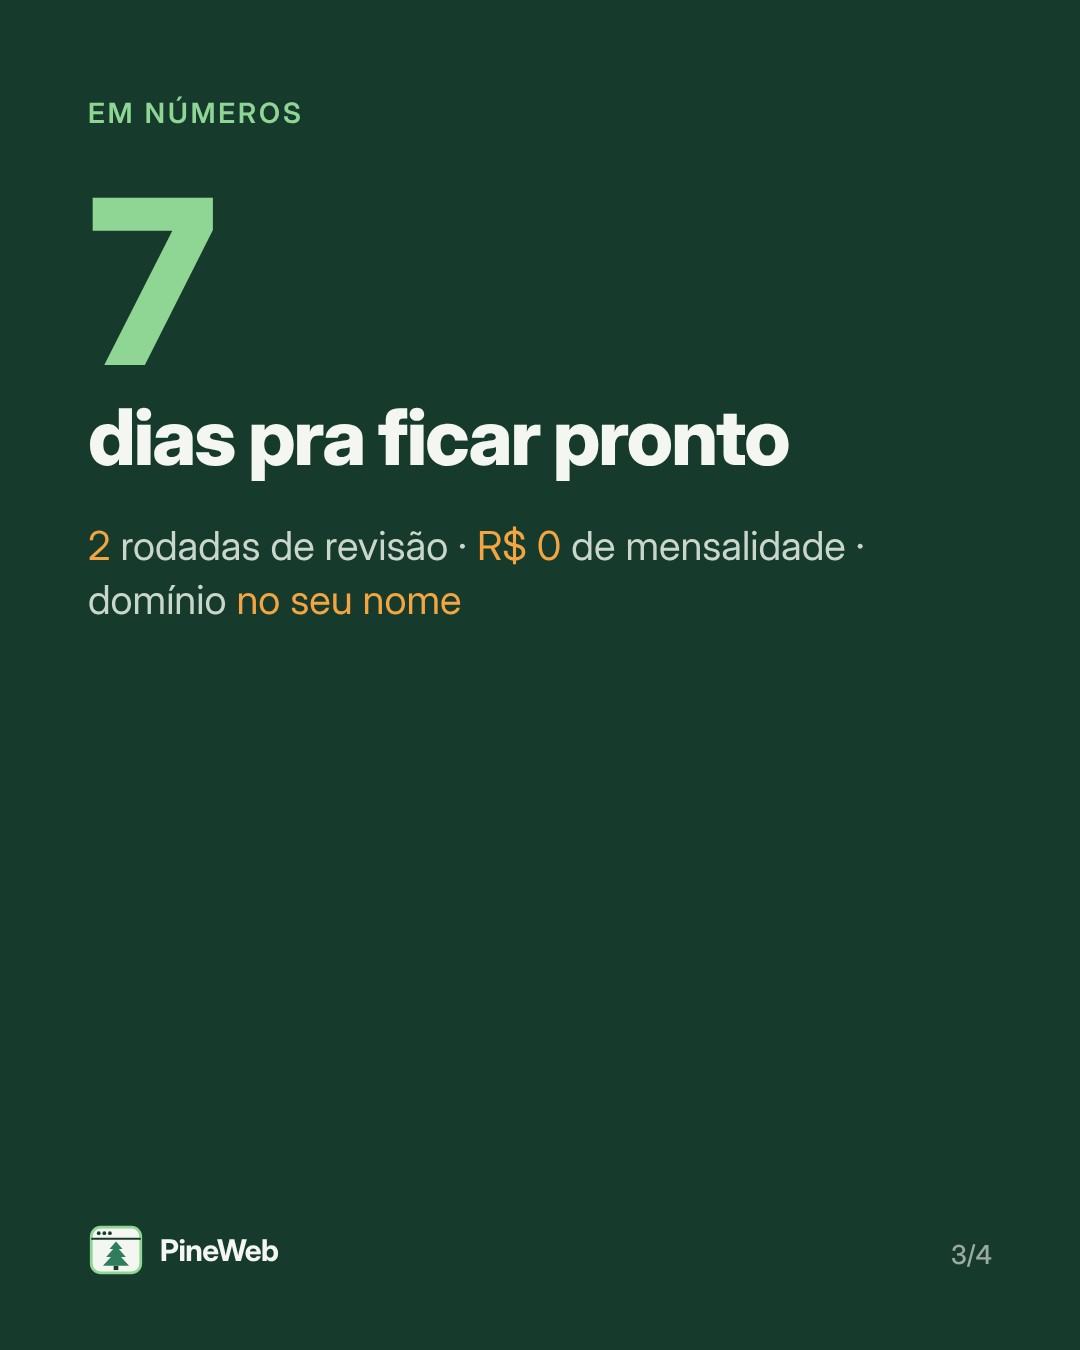 EM NÚMEROS
7
dias pra ficar pronto
2 rodadas de revisão · R$ 0 de mensalidade ·
domínio no seu nome
PineWeb
3/4